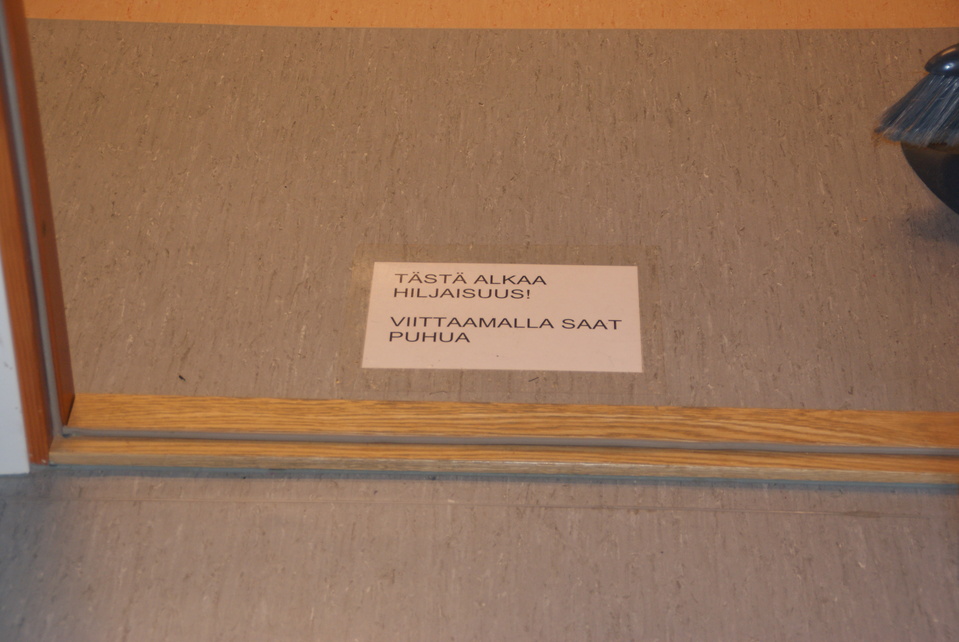 TÄSTÄ ALKAA
HILJAISUUS!
VIITTAAMALLA SAAT
PUHUA